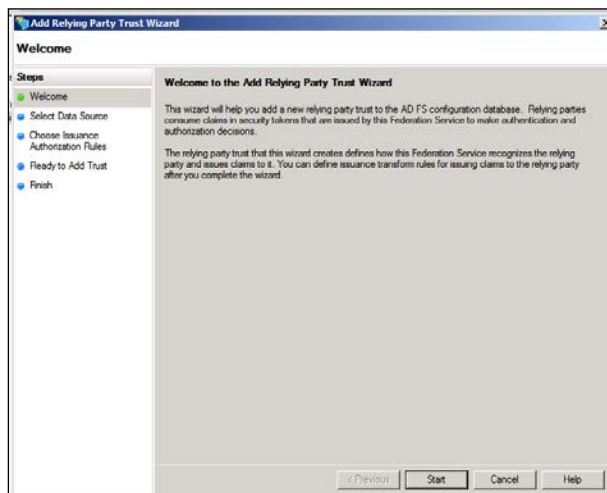 Add Relying Party Trust Wizard
Welcome
Steps
Welcome
Select Data Source
Choose Issuance
Authorization Rules
Ready to Add Trust
Finish
Welcome to the Add Relying Party Trust Wizard
This wizard will help you add a new relying party trust to the AD FS configuration database. Relying parties
consume claims in security tokens that are issued by this Federation Service to make authentication and
authorization decisions.
The relying party trust that this wizard creates defines how this Federation Service recognizes the relying
party and issues claims to it. You can define issuance transform rules for issuing claims to the relying party
after you complete the wizard.
< Previous
Start
Cancel
Help